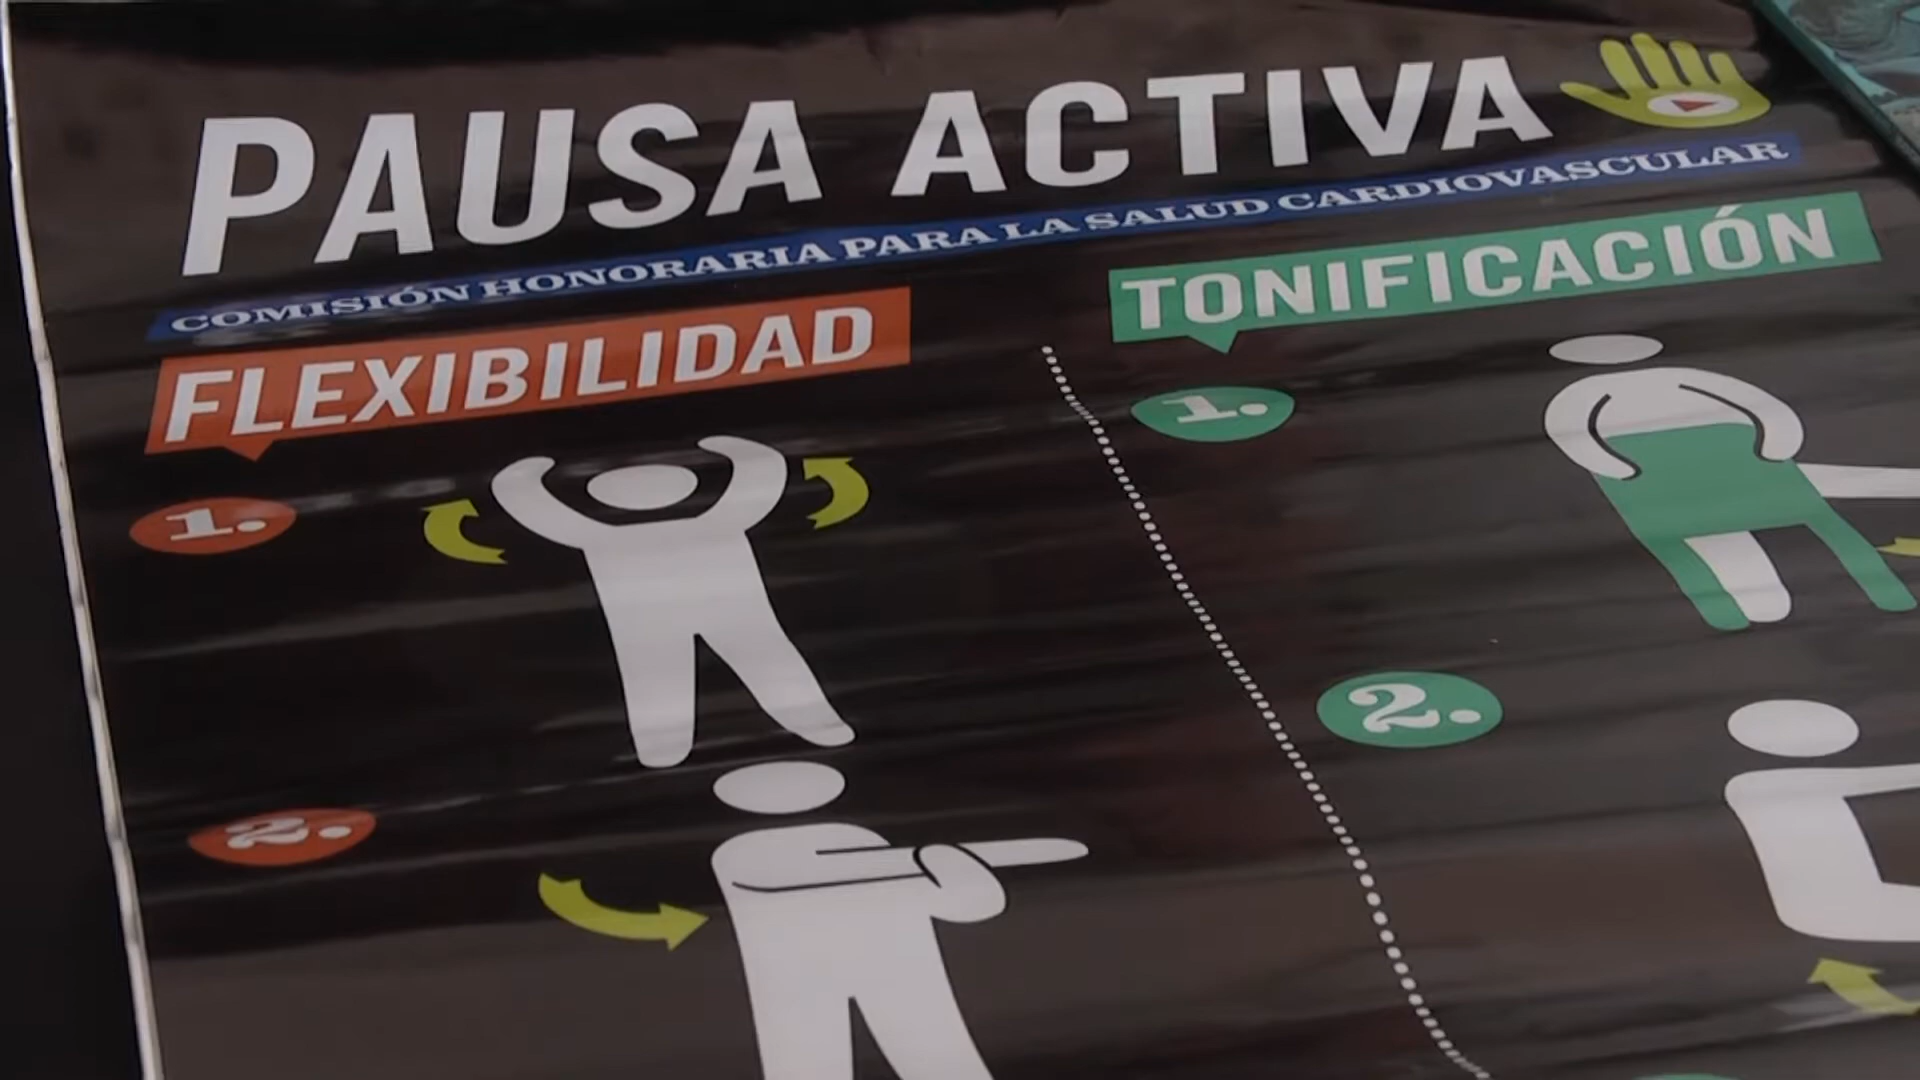 PAUSA ACTIVA
COMISIÓN HONORARIA PARA LA SALUD CARDIOVASCULAR
FLEXIBILIDAD
1.
2.
TONIFICACIÓN
1.
2.